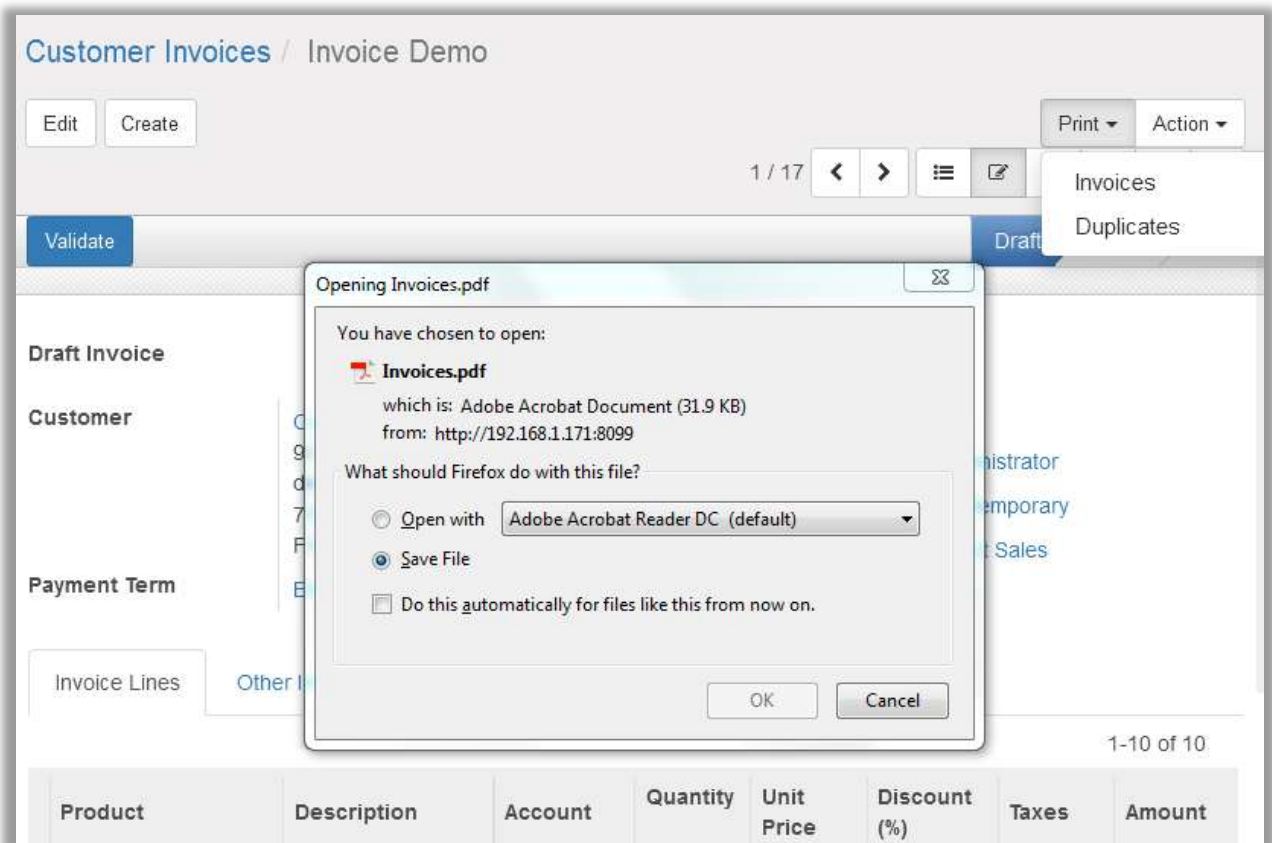 Customer Invoices / Invoice Demo
Edit Create Print Action
1 / 17
Invoices
Duplicates
Validate Draft
Opening Invoices.pdf
You have chosen to open:
Invoices.pdf
which is: Adobe Acrobat Document (31.9 KB)
from: http://192.168.1.171:8099
What should Firefox do with this file?
Open with Adobe Acrobat Reader DC (default)
Save File
Do this automatically for files like this from now on.
OK Cancel
Draft Invoice
Customer
Payment Term
Sales
Invoice Lines Other
1-10 of 10
Product Description Account Quantity Unit Price Discount (%) Taxes Amount